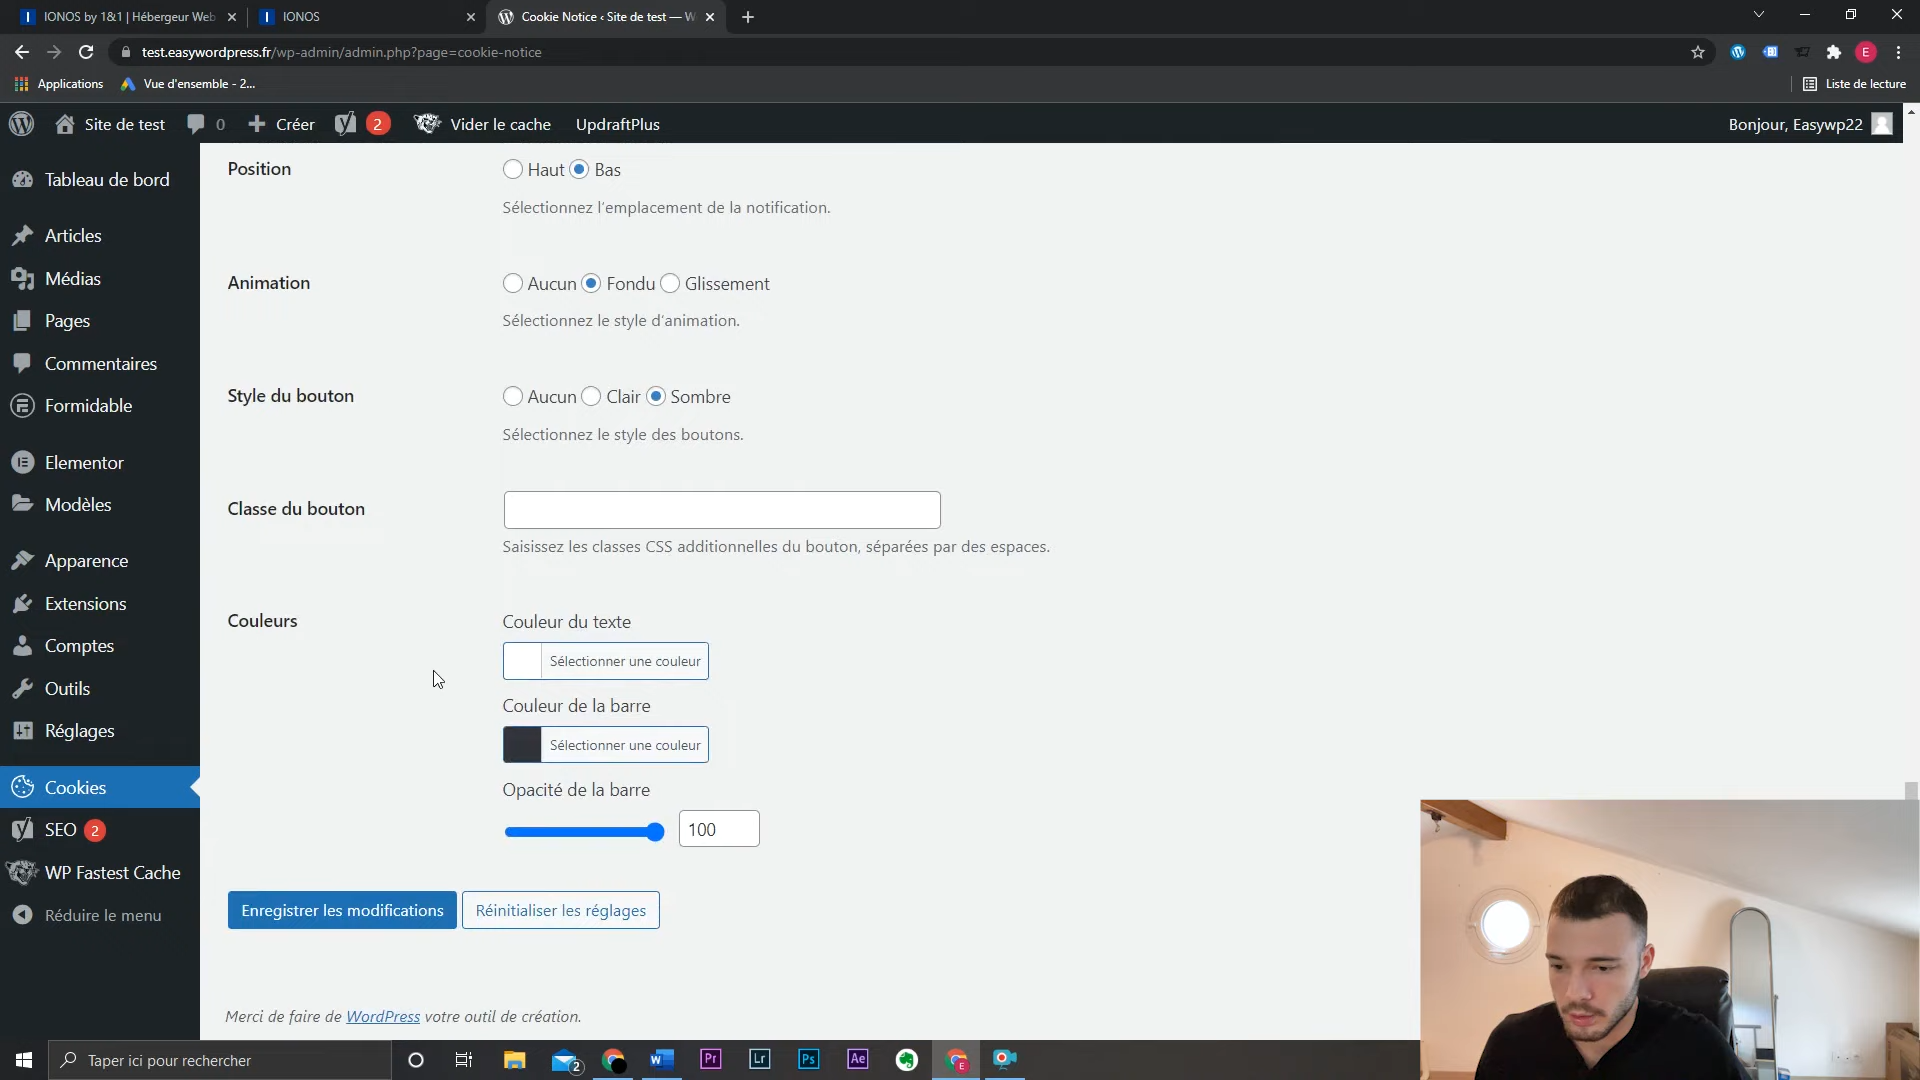 IONOS by 1&1 | Hébergeur Web
IONOS
Cookie Notice ‹ Site de test — W
test.easywordpress.fr/wp-admin/admin.php?page=cookie-notice
E
Applications
Vue d'ensemble - 2...
Liste de lecture
Site de test
0
Créer
2
Vider le cache
UpdraftPlus
Bonjour, Easywp22
Tableau de bord
Articles
Médias
Pages
Commentaires
Formidable
Elementor
Modèles
Apparence
Extensions
Comptes
Outils
Réglages
Cookies
SEO 2
WP Fastest Cache
Réduire le menu
Position
Haut Bas
Sélectionnez l’emplacement de la notification.
Animation
Aucun Fondu Glissement
Sélectionnez le style d’animation.
Style du bouton
Aucun Clair Sombre
Sélectionnez le style des boutons.
Classe du bouton
Saisissez les classes CSS additionnelles du bouton, séparées par des espaces.
Couleurs
Couleur du texte
Sélectionner une couleur
Couleur de la barre
Sélectionner une couleur
Opacité de la barre
100
Enregistrer les modifications
Réinitialiser les réglages
Merci de faire de WordPress votre outil de création.
Taper ici pour rechercher
2
Pr
Lr
Ps
Ae
E